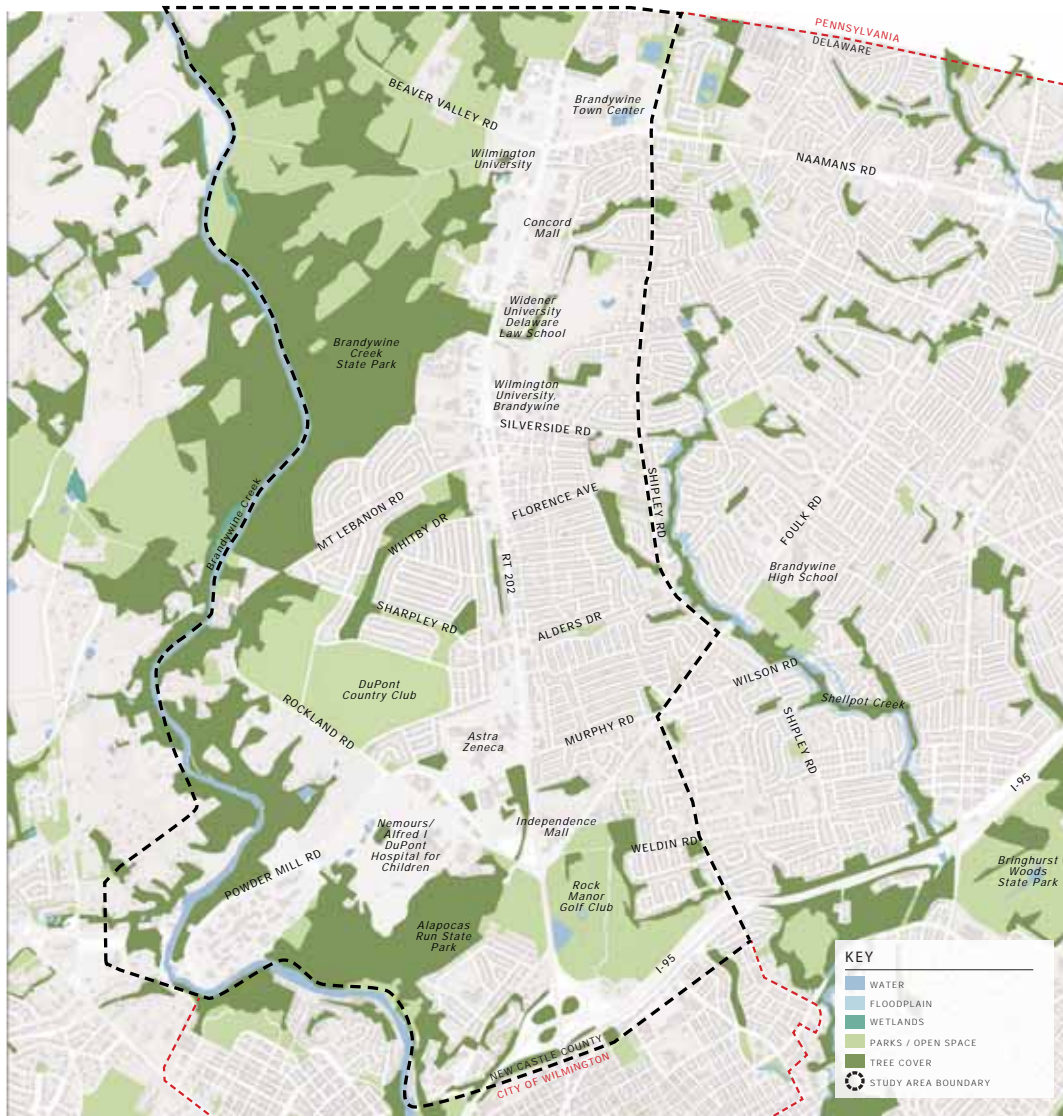 PENNSYLVANIA
DELAWARE
BEAVER VALLEY RD
Brandywine
Town Center
Wilmington
University
NAAMANS RD
Concord
Mall
Widener
University
Delaware
Law School
Brandywine
Creek
State Park
Wilmington
University,
Brandywine
SILVERSIDE RD
SHIPLEY RD
Brandywine Creek
MT LEBANON RD
WHITBY DR
FLORENCE AVE
FOULK RD
RT 202
Brandywine
High School
SHARPLEY RD
ALDERS DR
WILSON RD
DuPont
Country Club
Shellpot Creek
ROCKLAND RD
Astra
Zeneca
MURPHY RD
SHIPLEY RD
I-95
Nemours/
Alfred I
DuPont
Hospital for
Children
Independence
Mall
WELDIN RD
POWDER MILL RD
Rock
Manor
Golf Club
Bringhurst
Woods
State Park
Alapocas
Run State
Park
I-95
NEW CASTLE COUNTY
CITY OF WILMINGTON
KEY
WATER
FLOODPLAIN
WETLANDS
PARKS / OPEN SPACE
TREE COVER
STUDY AREA BOUNDARY